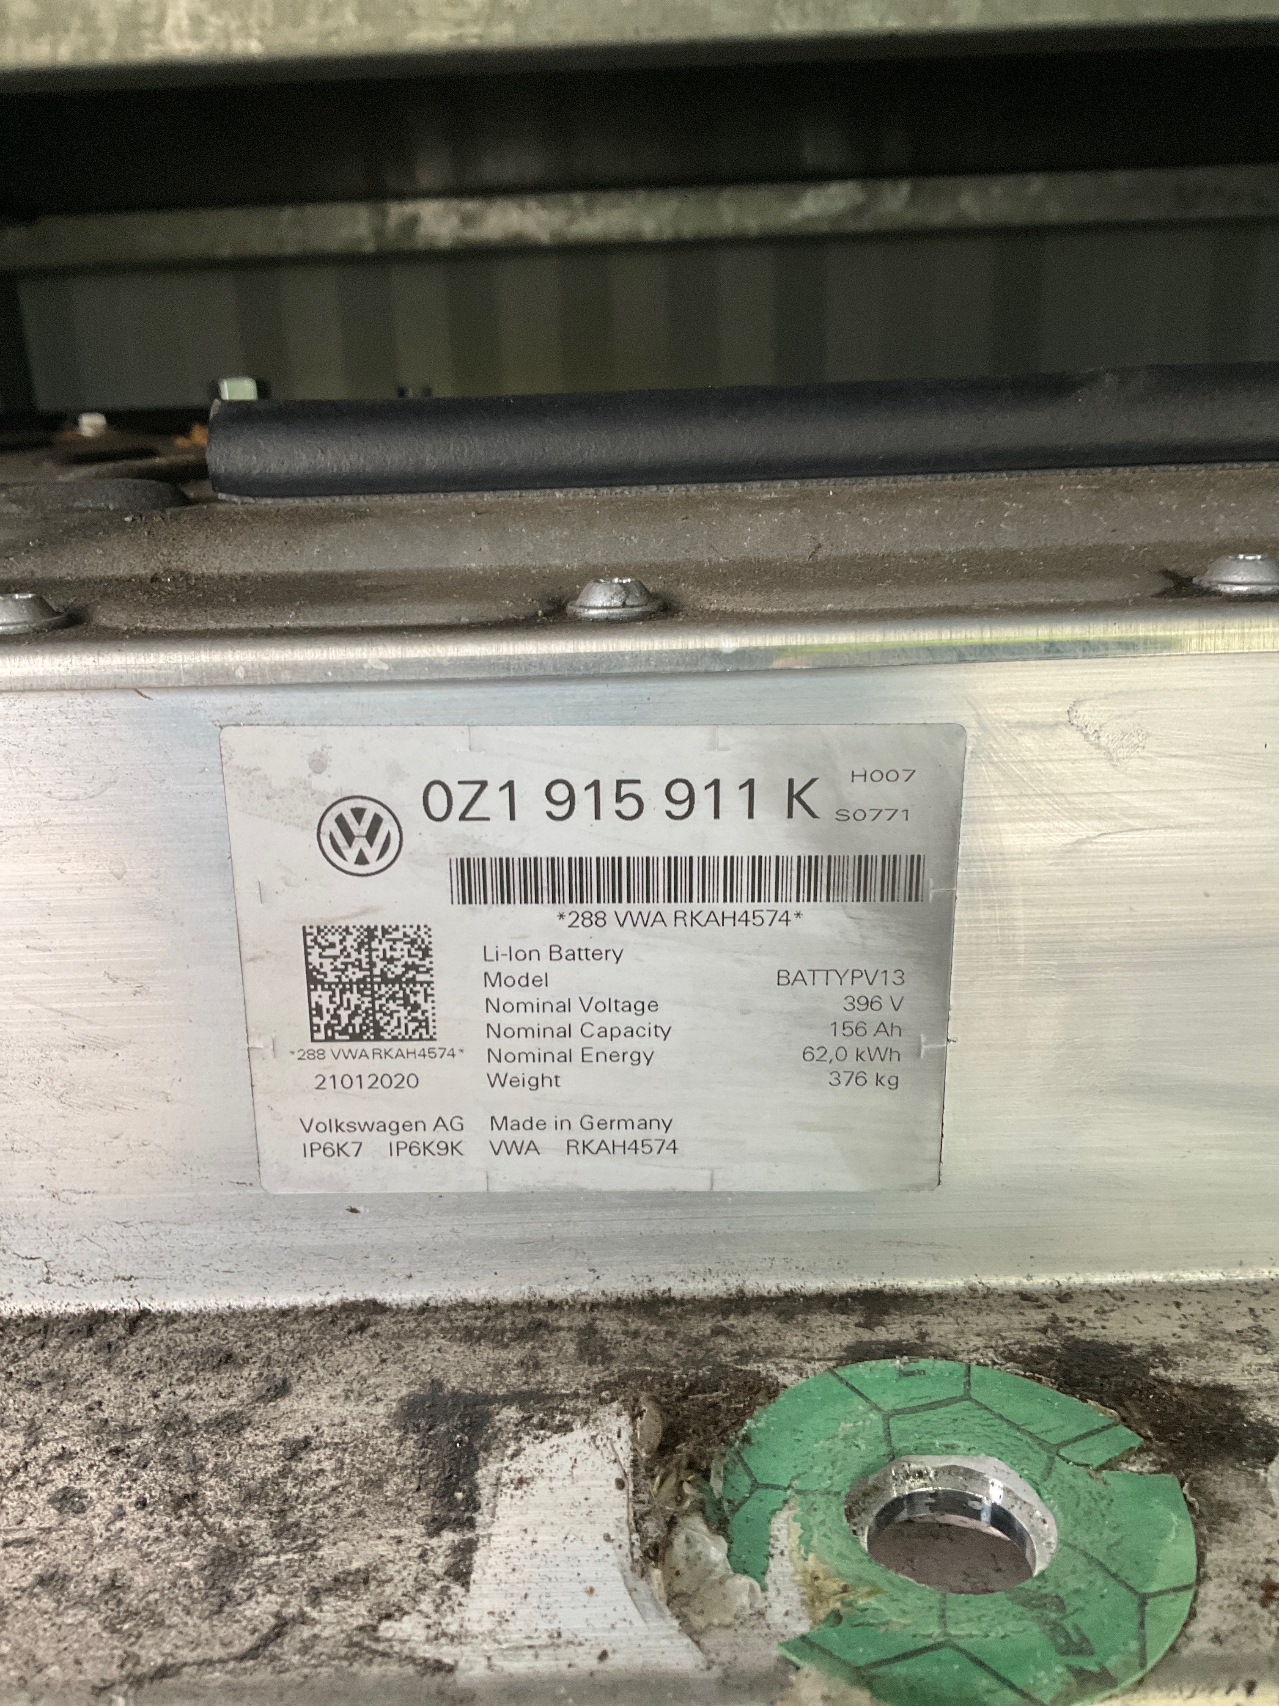 0Z1 915 911 K
H007
S0771
*288 VWA RKAH4574*
Li-Ion Battery
Model BATTYPV13
Nominal Voltage 396 V
Nominal Capacity 156 Ah
Nominal Energy 62,0 kWh
Weight 376 kg
*288 VWA RKAH4574*
21012020
Volkswagen AG Made in Germany
IP6K7 IP6K9K VWA RKAH4574